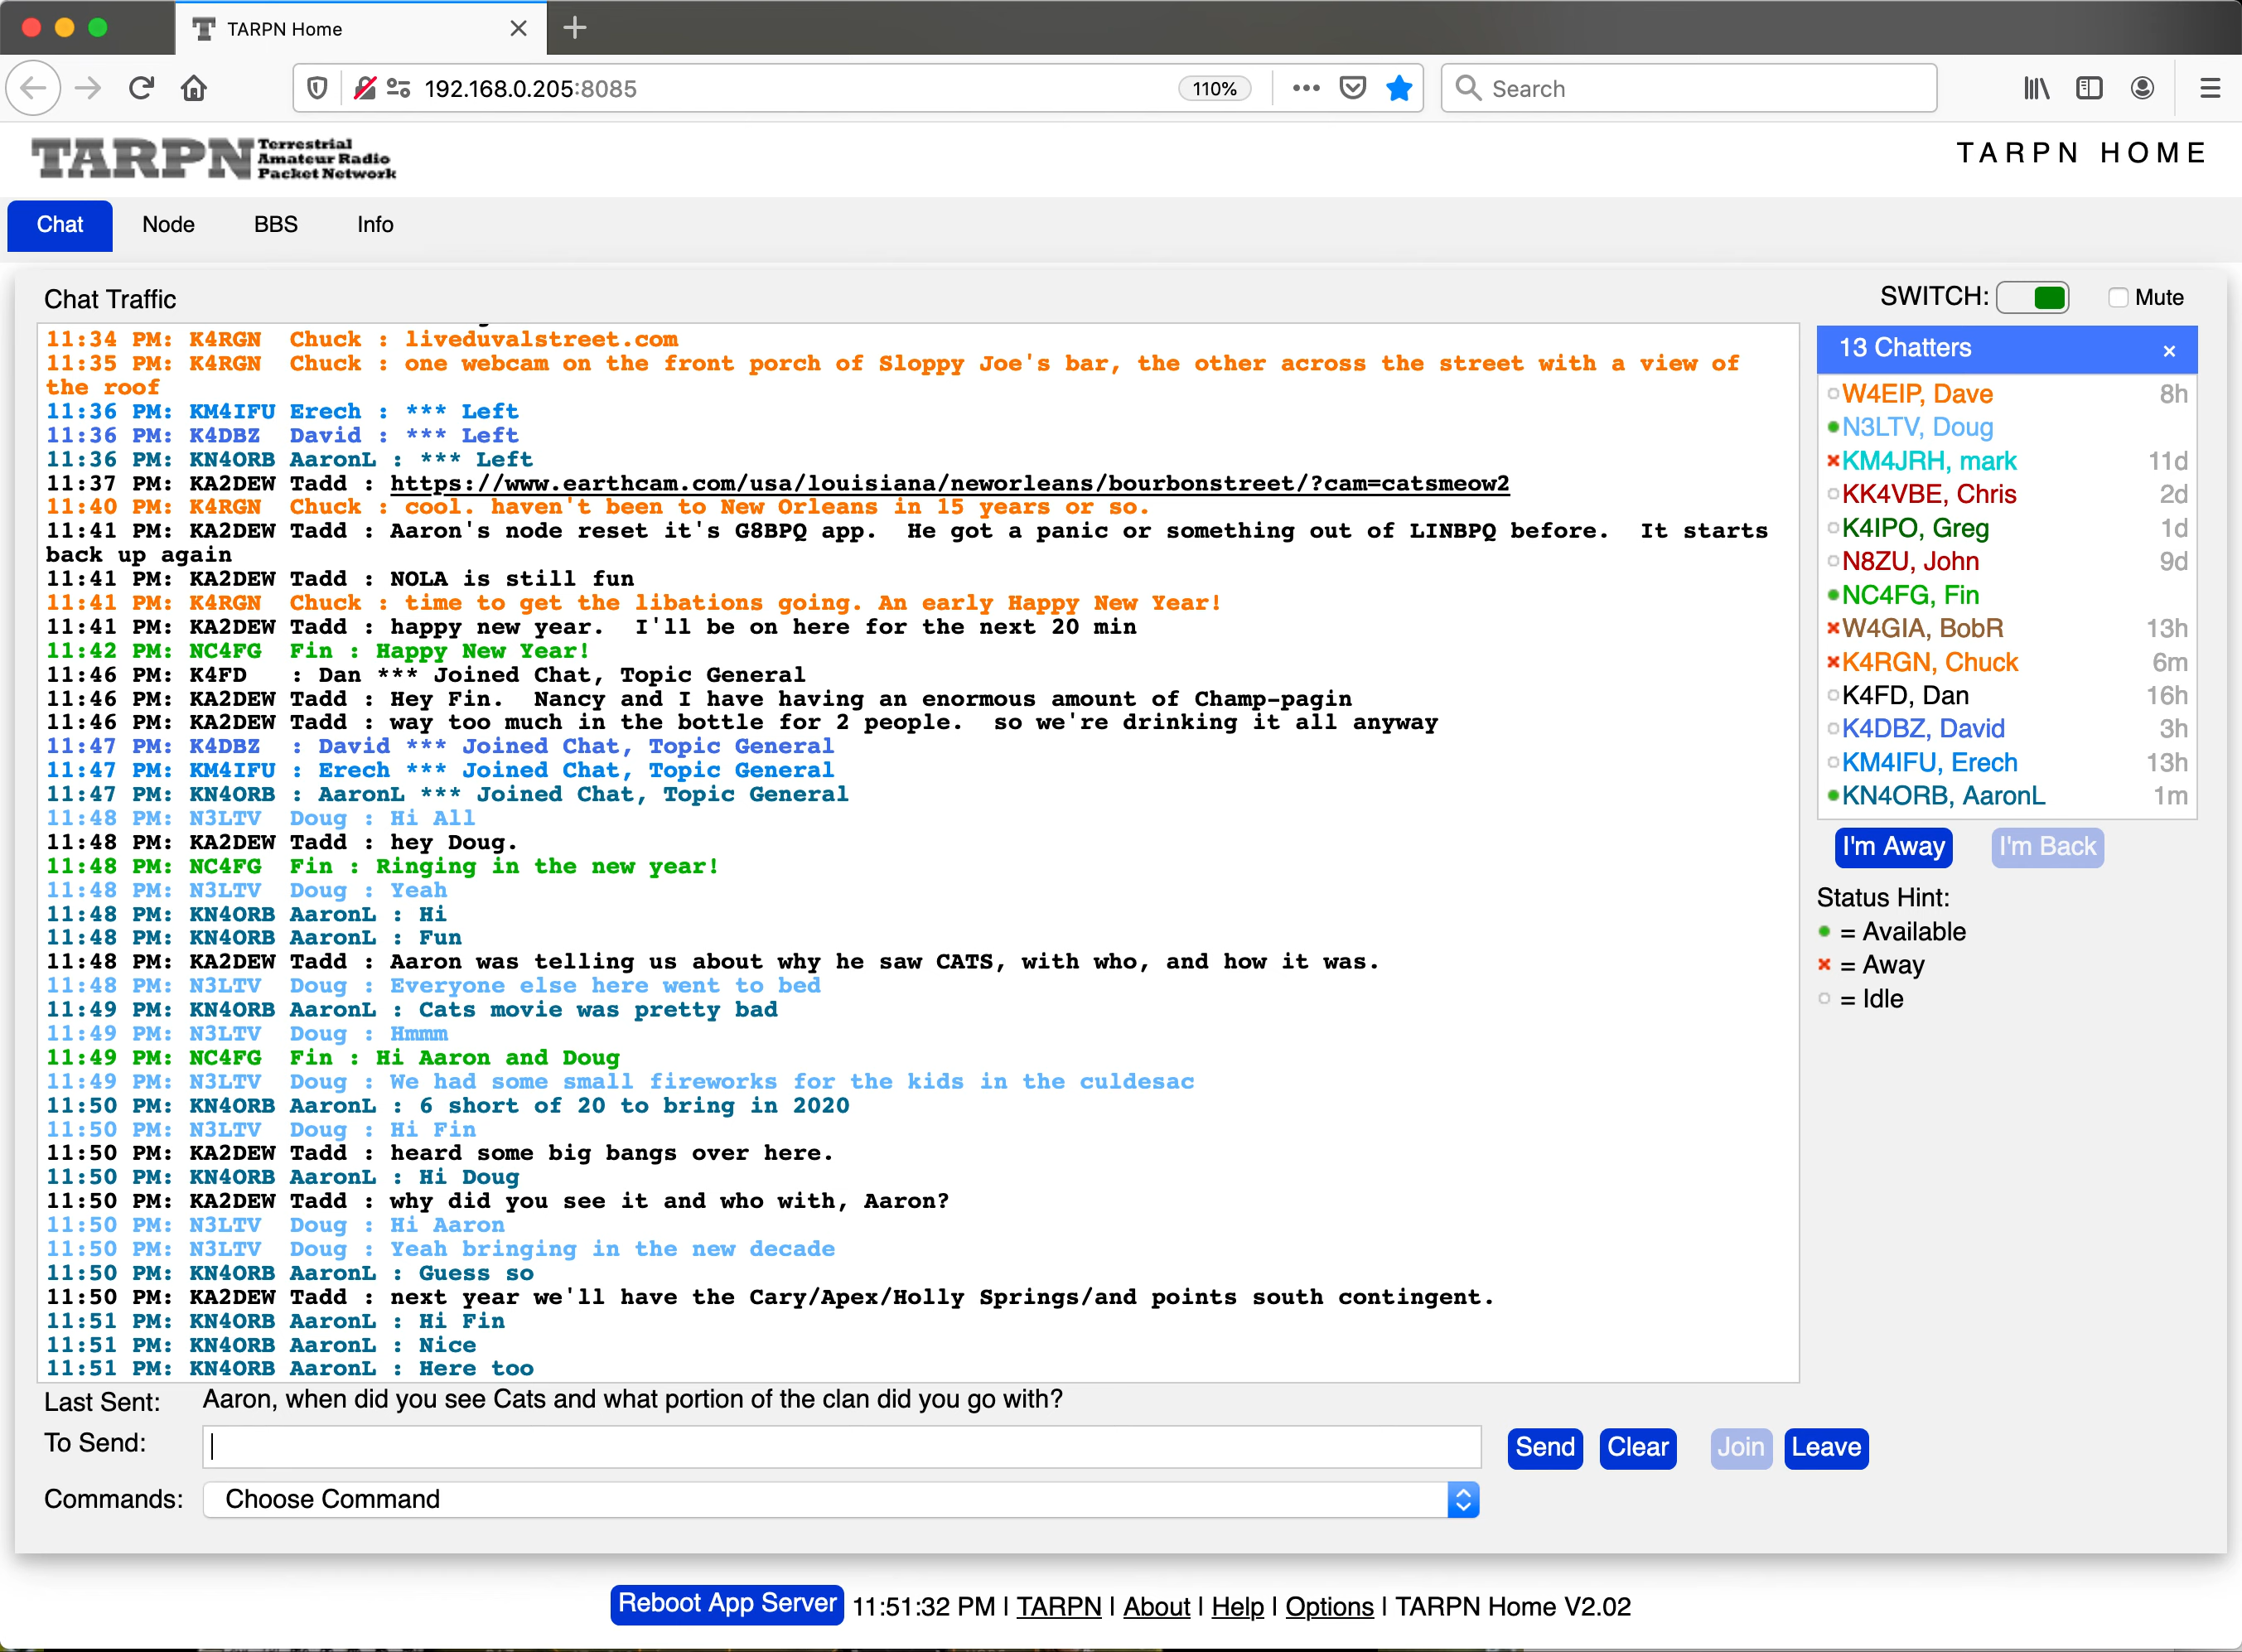 TARPN Home
192.168.0.205:8085
110%
Search
TARPN Terrestrial Amateur Radio Packet Network
TARPN HOME
Chat Node BBS Info
Chat Traffic
SWITCH: Mute
11:34 PM: K4RGN Chuck : liveduvalstreet.com
11:35 PM: K4RGN Chuck : one webcam on the front porch of Sloppy Joe's bar, the other across the street with a view of
the roof
11:36 PM: KM4IFU Erech : *** Left
11:36 PM: K4DBZ David : *** Left
11:36 PM: KN4ORB AaronL : *** Left
11:37 PM: KA2DEW Tadd : https://www.earthcam.com/usa/louisiana/neworleans/bourbonstreet/?cam=catsmeow2
11:40 PM: K4RGN Chuck : cool. haven't been to New Orleans in 15 years or so.
11:41 PM: KA2DEW Tadd : Aaron's node reset it's G8BPQ app. He got a panic or something out of LINBPQ before. It starts
back up again
11:41 PM: KA2DEW Tadd : NOLA is still fun
11:41 PM: K4RGN Chuck : time to get the libations going. An early Happy New Year!
11:41 PM: KA2DEW Tadd : happy new year. I'll be on here for the next 20 min
11:42 PM: NC4FG Fin : Happy New Year!
11:46 PM: K4FD : Dan *** Joined Chat, Topic General
11:46 PM: KA2DEW Tadd : Hey Fin. Nancy and I have having an enormous amount of Champ-pagin
11:46 PM: KA2DEW Tadd : way too much in the bottle for 2 people. so we're drinking it all anyway
11:47 PM: K4DBZ : David *** Joined Chat, Topic General
11:47 PM: KM4IFU : Erech *** Joined Chat, Topic General
11:47 PM: KN4ORB : AaronL *** Joined Chat, Topic General
11:48 PM: N3LTV Doug : Hi All
11:48 PM: KA2DEW Tadd : hey Doug.
11:48 PM: NC4FG Fin : Ringing in the new year!
11:48 PM: N3LTV Doug : Yeah
11:48 PM: KN4ORB AaronL : Hi
11:48 PM: KN4ORB AaronL : Fun
11:48 PM: KA2DEW Tadd : Aaron was telling us about why he saw CATS, with who, and how it was.
11:48 PM: N3LTV Doug : Everyone else here went to bed
11:49 PM: KN4ORB AaronL : Cats movie was pretty bad
11:49 PM: N3LTV Doug : Hmmm
11:49 PM: NC4FG Fin : Hi Aaron and Doug
11:49 PM: N3LTV Doug : We had some small fireworks for the kids in the culdesac
11:50 PM: KN4ORB AaronL : 6 short of 20 to bring in 2020
11:50 PM: N3LTV Doug : Hi Fin
11:50 PM: KA2DEW Tadd : heard some big bangs over here.
11:50 PM: KN4ORB AaronL : Hi Doug
11:50 PM: KA2DEW Tadd : why did you see it and who with, Aaron?
11:50 PM: N3LTV Doug : Hi Aaron
11:50 PM: N3LTV Doug : Yeah bringing in the new decade
11:50 PM: KN4ORB AaronL : Guess so
11:50 PM: KA2DEW Tadd : next year we'll have the Cary/Apex/Holly Springs/and points south contingent.
11:51 PM: KN4ORB AaronL : Hi Fin
11:51 PM: KN4ORB AaronL : Nice
11:51 PM: KN4ORB AaronL : Here too
13 Chatters ×
W4EIP, Dave 8h
N3LTV, Doug
KM4JRH, mark 11d
KK4VBE, Chris 2d
K4IPO, Greg 1d
N8ZU, John 9d
NC4FG, Fin
W4GIA, BobR 13h
K4RGN, Chuck 6m
K4FD, Dan 16h
K4DBZ, David 3h
KM4IFU, Erech 13h
KN4ORB, AaronL 1m
I'm Away I'm Back
Status Hint:
= Available
= Away
= Idle
Last Sent: Aaron, when did you see Cats and what portion of the clan did you go with?
To Send:
Send Clear Join Leave
Commands: Choose Command
Reboot App Server 11:51:32 PM | TARPN | About | Help | Options | TARPN Home V2.02